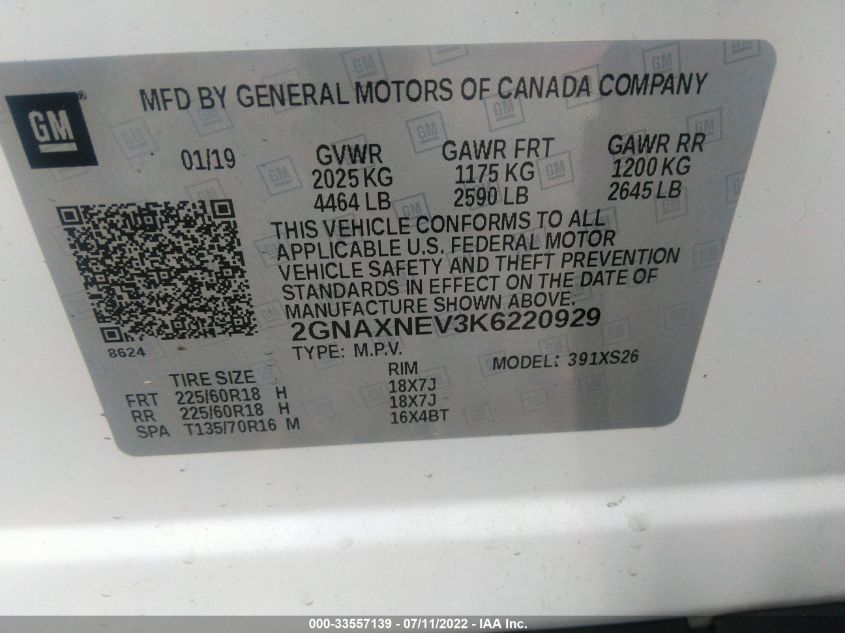 GM
MFD BY GENERAL MOTORS OF CANADA COMPANY
01/19 GVWR GAWR FRT GAWR RR
2025 KG 1175 KG 1200 KG
4464 LB 2590 LB 2645 LB
THIS VEHICLE CONFORMS TO ALL
APPLICABLE U.S. FEDERAL MOTOR
VEHICLE SAFETY AND THEFT PREVENTION
STANDARDS IN EFFECT ON THE DATE OF
MANUFACTURE SHOWN ABOVE.
2GNAXNEV3K6220929
8624
TYPE: M.P.V. MODEL: 391XS26
TIRE SIZE RIM
FRT 225/60R18 H 18X7J
RR 225/60R18 H 18X7J
SPA T135/70R16 M 16X4BT
000-33557139 - 07/11/2022 - IAA Inc.